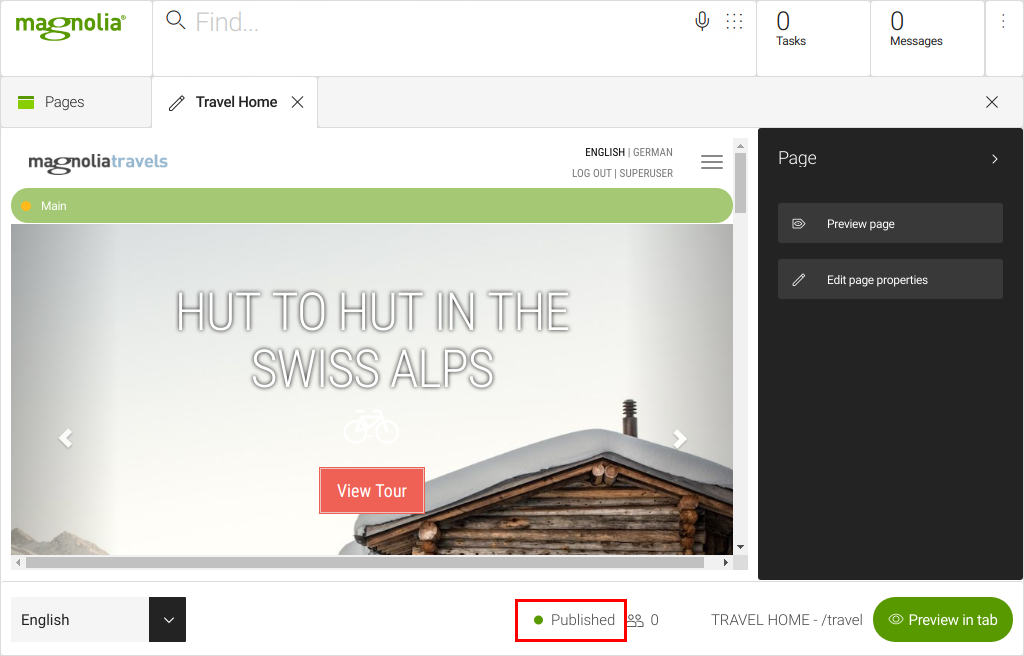 magnolia®
Find...
0
Tasks
0
Messages
Pages
Travel Home
magnoliatravels
ENGLISH | GERMAN
LOG OUT | SUPERUSER
Main
HUT TO HUT IN THE
SWISS ALPS
View Tour
Page
Preview page
Edit page properties
English
Published
0
TRAVEL HOME - /travel
Preview in tab